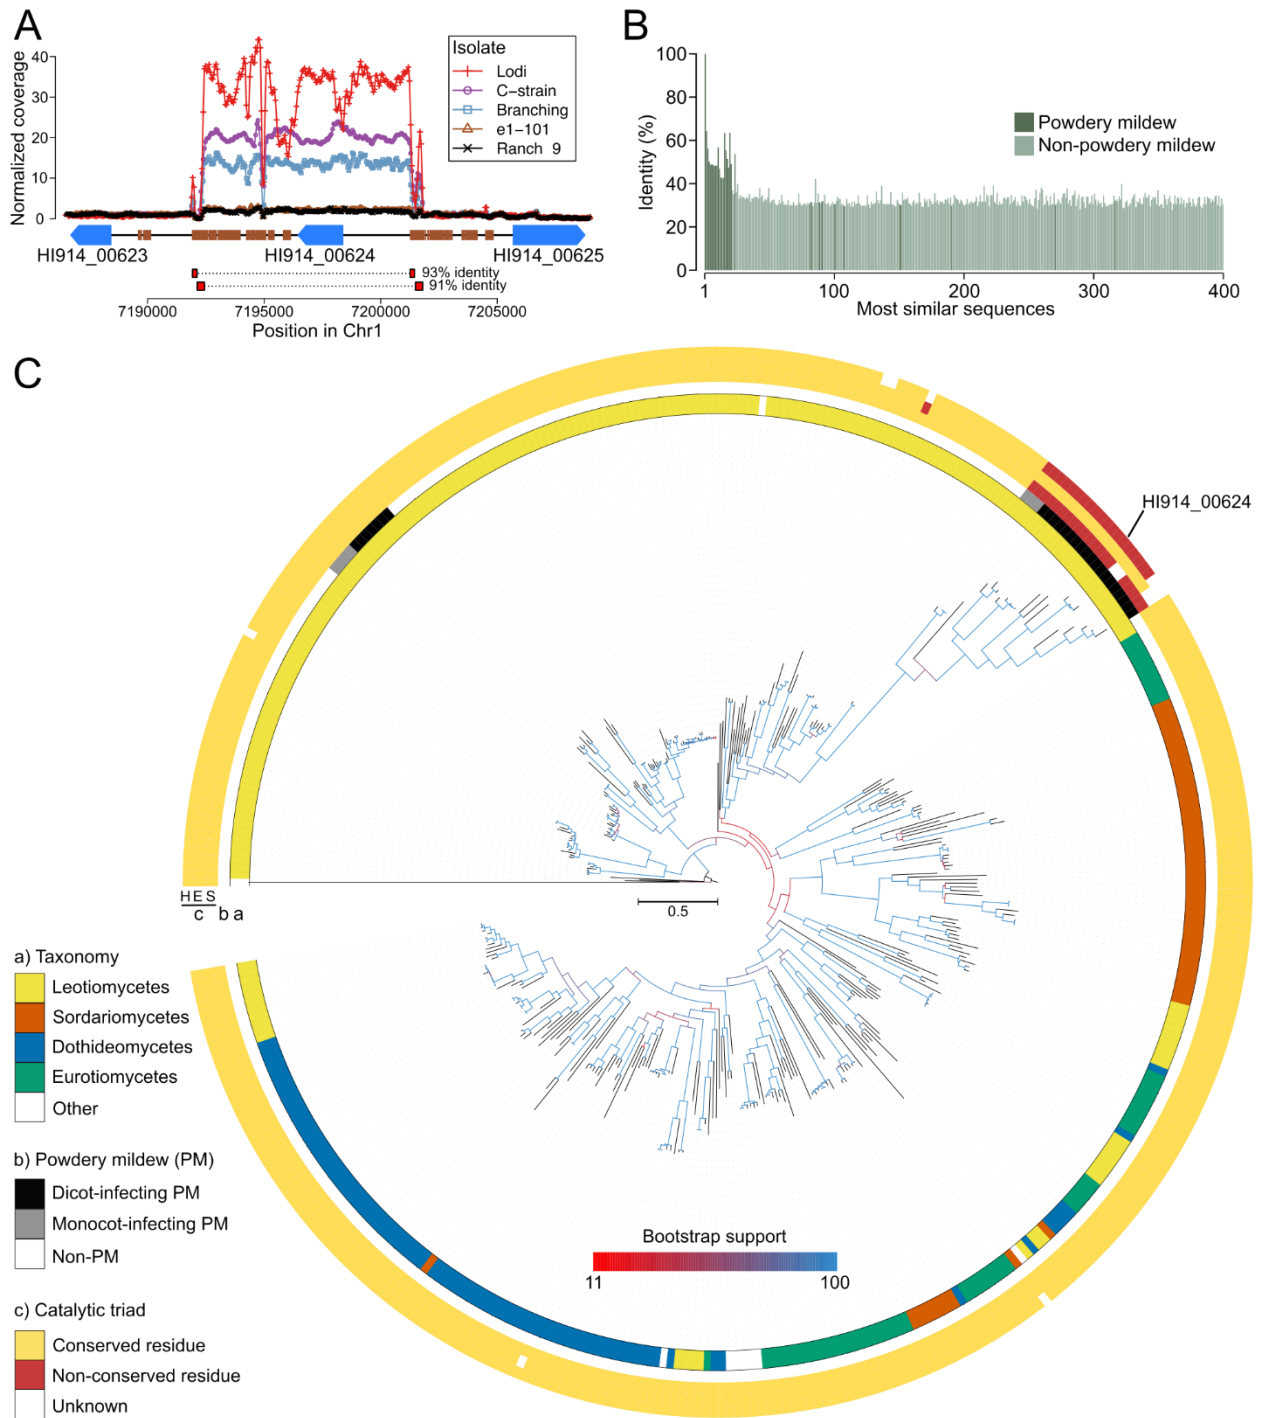 A
Normalized coverage
40
30
20
10
0
Isolate
Lodi
C−strain
Branching
e1−101
Ranch 9
HI914_00623
HI914_00624
HI914_00625
93% identity
91% identity
7190000
7195000
7200000
7205000
Position in Chr1
B
Identity (%)
100
80
60
40
20
0
Powdery mildew
Non-powdery mildew
1
100
200
300
400
Most similar sequences
C
HI914_00624
HES
c b a
0.5
a) Taxonomy
Leotiomycetes
Sordariomycetes
Dothideomycetes
Eurotiomycetes
Other
b) Powdery mildew (PM)
Dicot-infecting PM
Monocot-infecting PM
Non-PM
c) Catalytic triad
Conserved residue
Non-conserved residue
Unknown
Bootstrap support
11
100